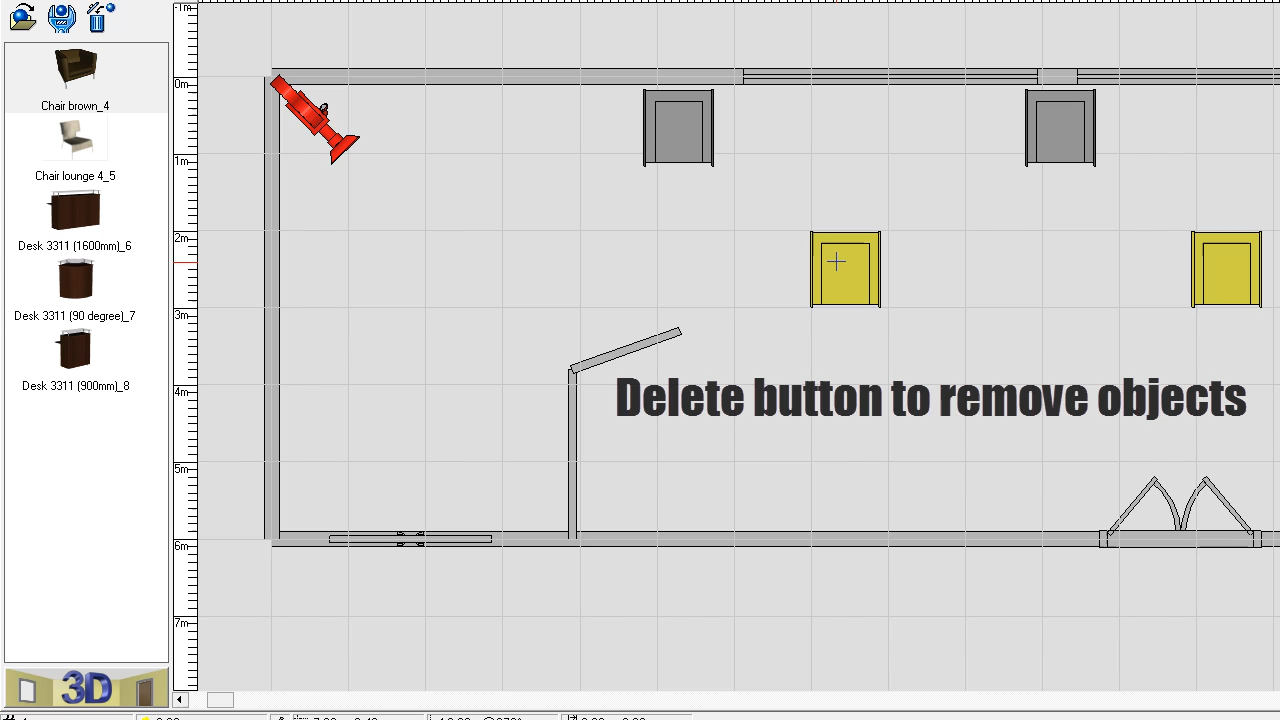 -1m
0m
Chair brown_4
1m
Chair lounge 4_5
2m
Desk 3311 (1600mm)_6
3m
Desk 3311 (90 degree)_7
Desk 3311 (900mm)_8
4m
Delete button to remove objects
5m
6m
7m
3D